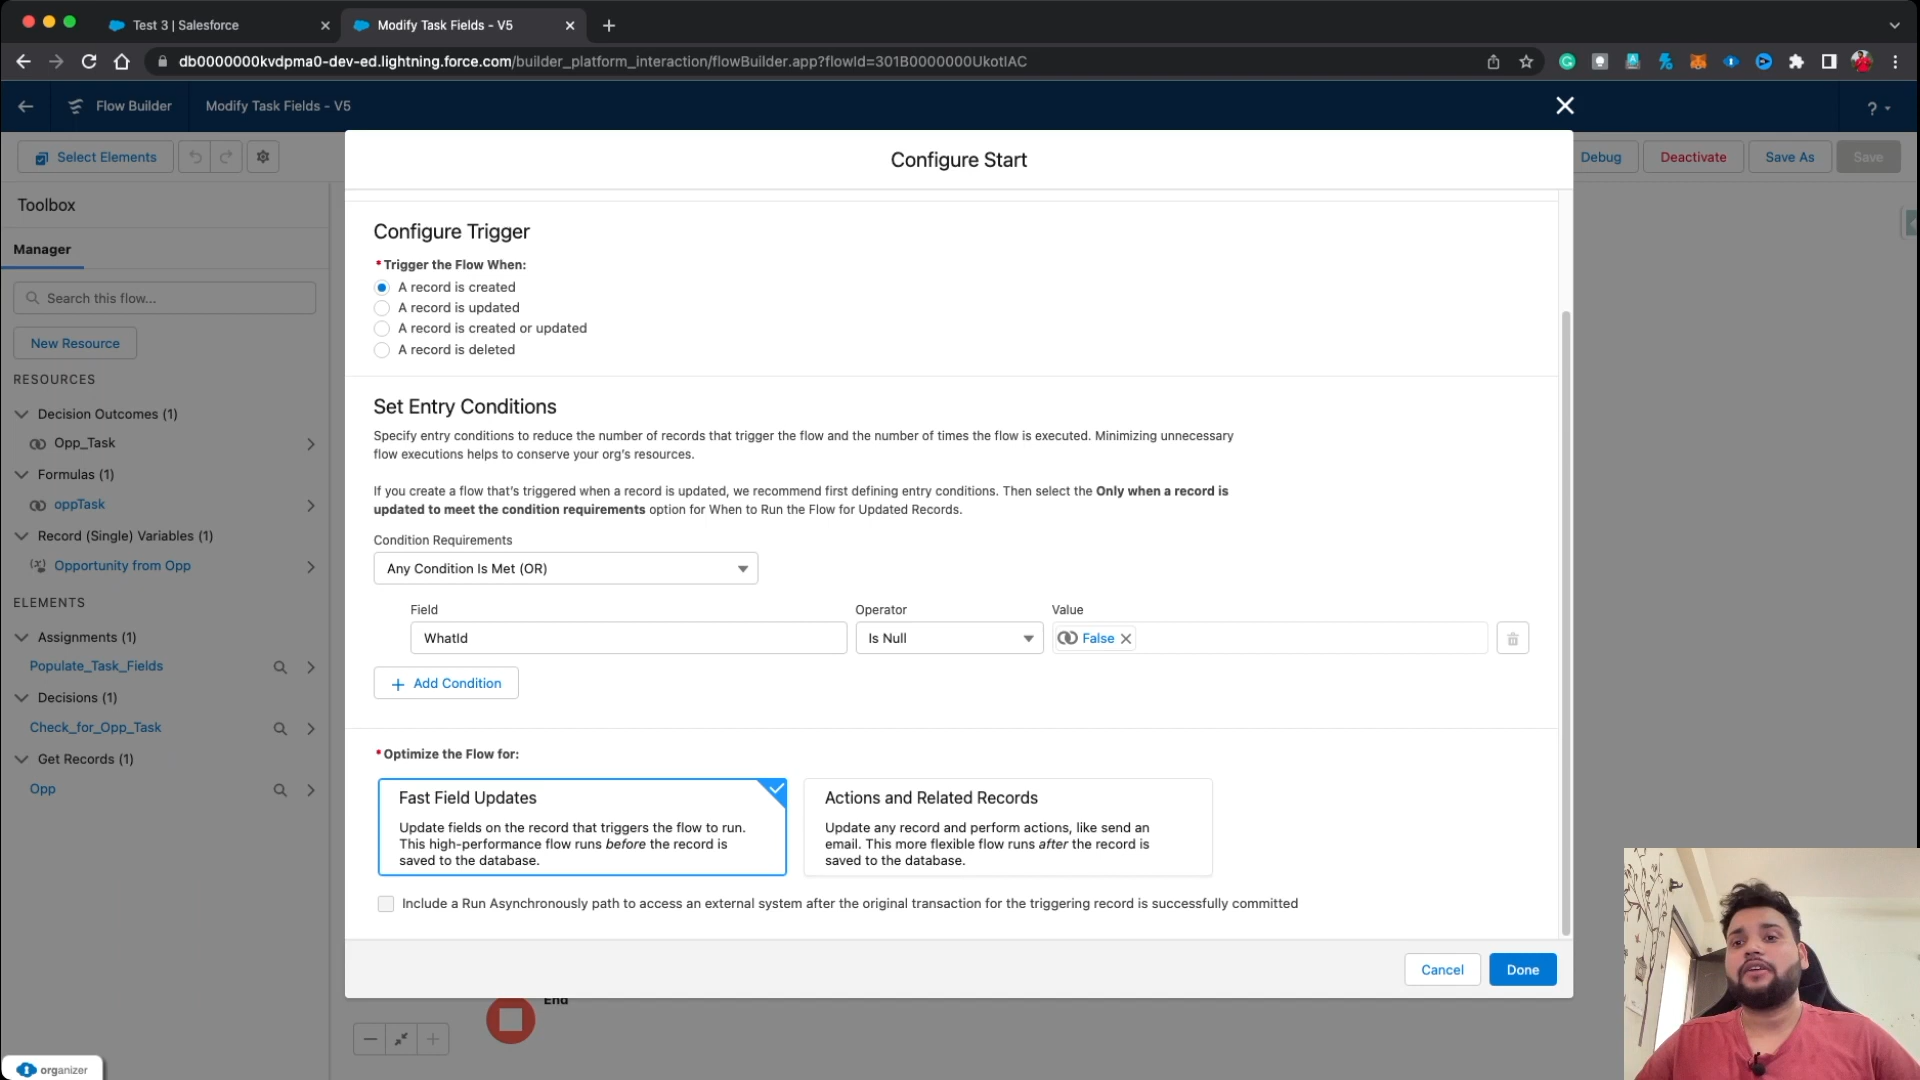 Test 3 | Salesforce
Modify Task Fields - V5
db0000000kvdpma0-dev-ed.lightning.force.com/builder_platform_interaction/flowBuilder.app?flowId=301B0000000UkotIAC
Flow Builder
Modify Task Fields - V5
?
Select Elements
Debug
Deactivate
Save As
Save
Toolbox
Manager
Search this flow...
New Resource
RESOURCES
Decision Outcomes (1)
Opp_Task
Formulas (1)
oppTask
Record (Single) Variables (1)
Opportunity from Opp
ELEMENTS
Assignments (1)
Populate_Task_Fields
Decisions (1)
Check_for_Opp_Task
Get Records (1)
Opp
Configure Start
Configure Trigger
*Trigger the Flow When:
A record is created
A record is updated
A record is created or updated
A record is deleted
Set Entry Conditions
Specify entry conditions to reduce the number of records that trigger the flow and the number of times the flow is executed. Minimizing unnecessary
flow executions helps to conserve your org's resources.
If you create a flow that's triggered when a record is updated, we recommend first defining entry conditions. Then select the Only when a record is
updated to meet the condition requirements option for When to Run the Flow for Updated Records.
Condition Requirements
Any Condition Is Met (OR)
Field
Operator
Value
WhatId
Is Null
False
+ Add Condition
*Optimize the Flow for:
Fast Field Updates
Update fields on the record that triggers the flow to run.
This high-performance flow runs before the record is
saved to the database.
Actions and Related Records
Update any record and perform actions, like send an
email. This more flexible flow runs after the record is
saved to the database.
Include a Run Asynchronously path to access an external system after the original transaction for the triggering record is successfully committed
Cancel
Done
End
organizer